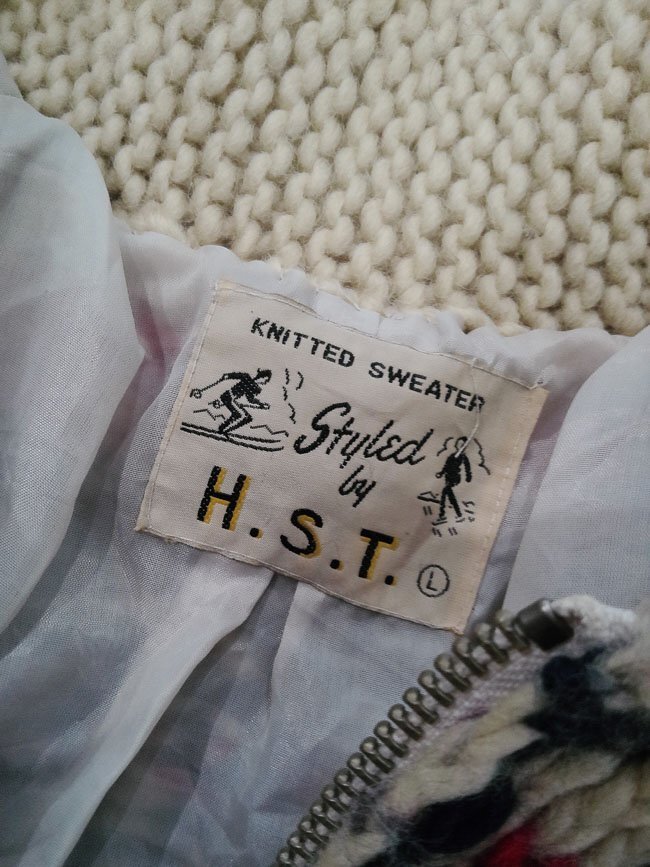 KNITTED SWEATER
Styled
by
H.S.T.
L